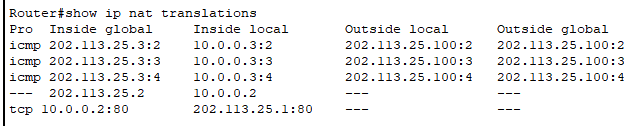 Router#show ip nat translations
Pro  Inside global     Inside local       Outside local      Outside global
icmp 202.113.25.3:2    10.0.0.3:2         202.113.25.100:2   202.113.25.100:2
icmp 202.113.25.3:3    10.0.0.3:3         202.113.25.100:3   202.113.25.100:3
icmp 202.113.25.3:4    10.0.0.3:4         202.113.25.100:4   202.113.25.100:4
---  202.113.25.2      10.0.0.2           ---                ---
tcp 10.0.0.2:80        202.113.25.1:80    ---                ---